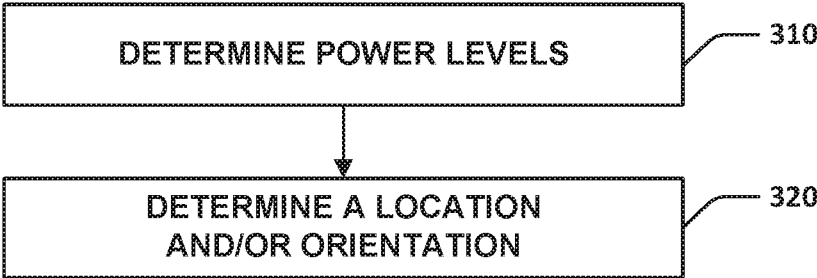 DETERMINE POWER LEVELS
310
DETERMINE A LOCATION
AND/OR ORIENTATION
320